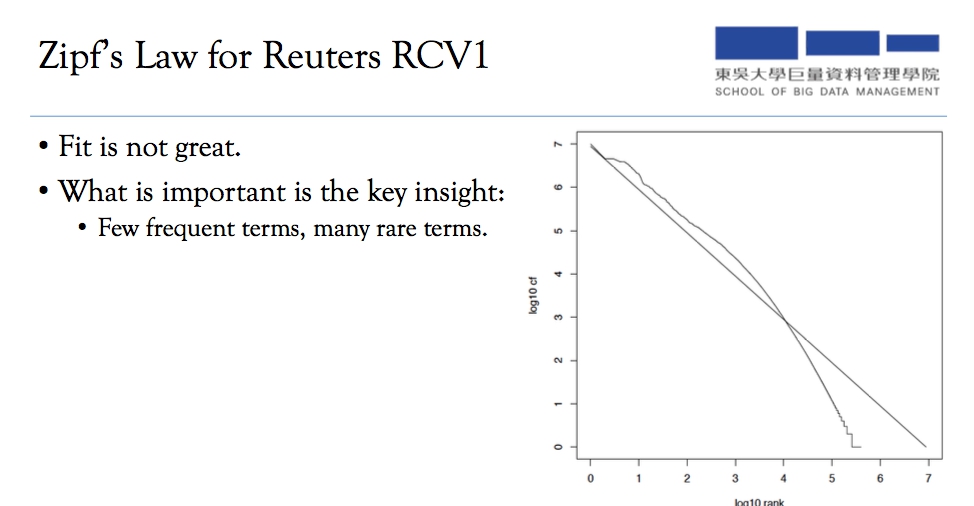 Zipf’s Law for Reuters RCV1
東吳大學巨量資料管理學院
SCHOOL OF BIG DATA MANAGEMENT
• Fit is not great.
• What is important is the key insight:
• Few frequent terms, many rare terms.
7
6
5
4
3
2
1
0
log10 cf
0 1 2 3 4 5 6 7
log10 rank